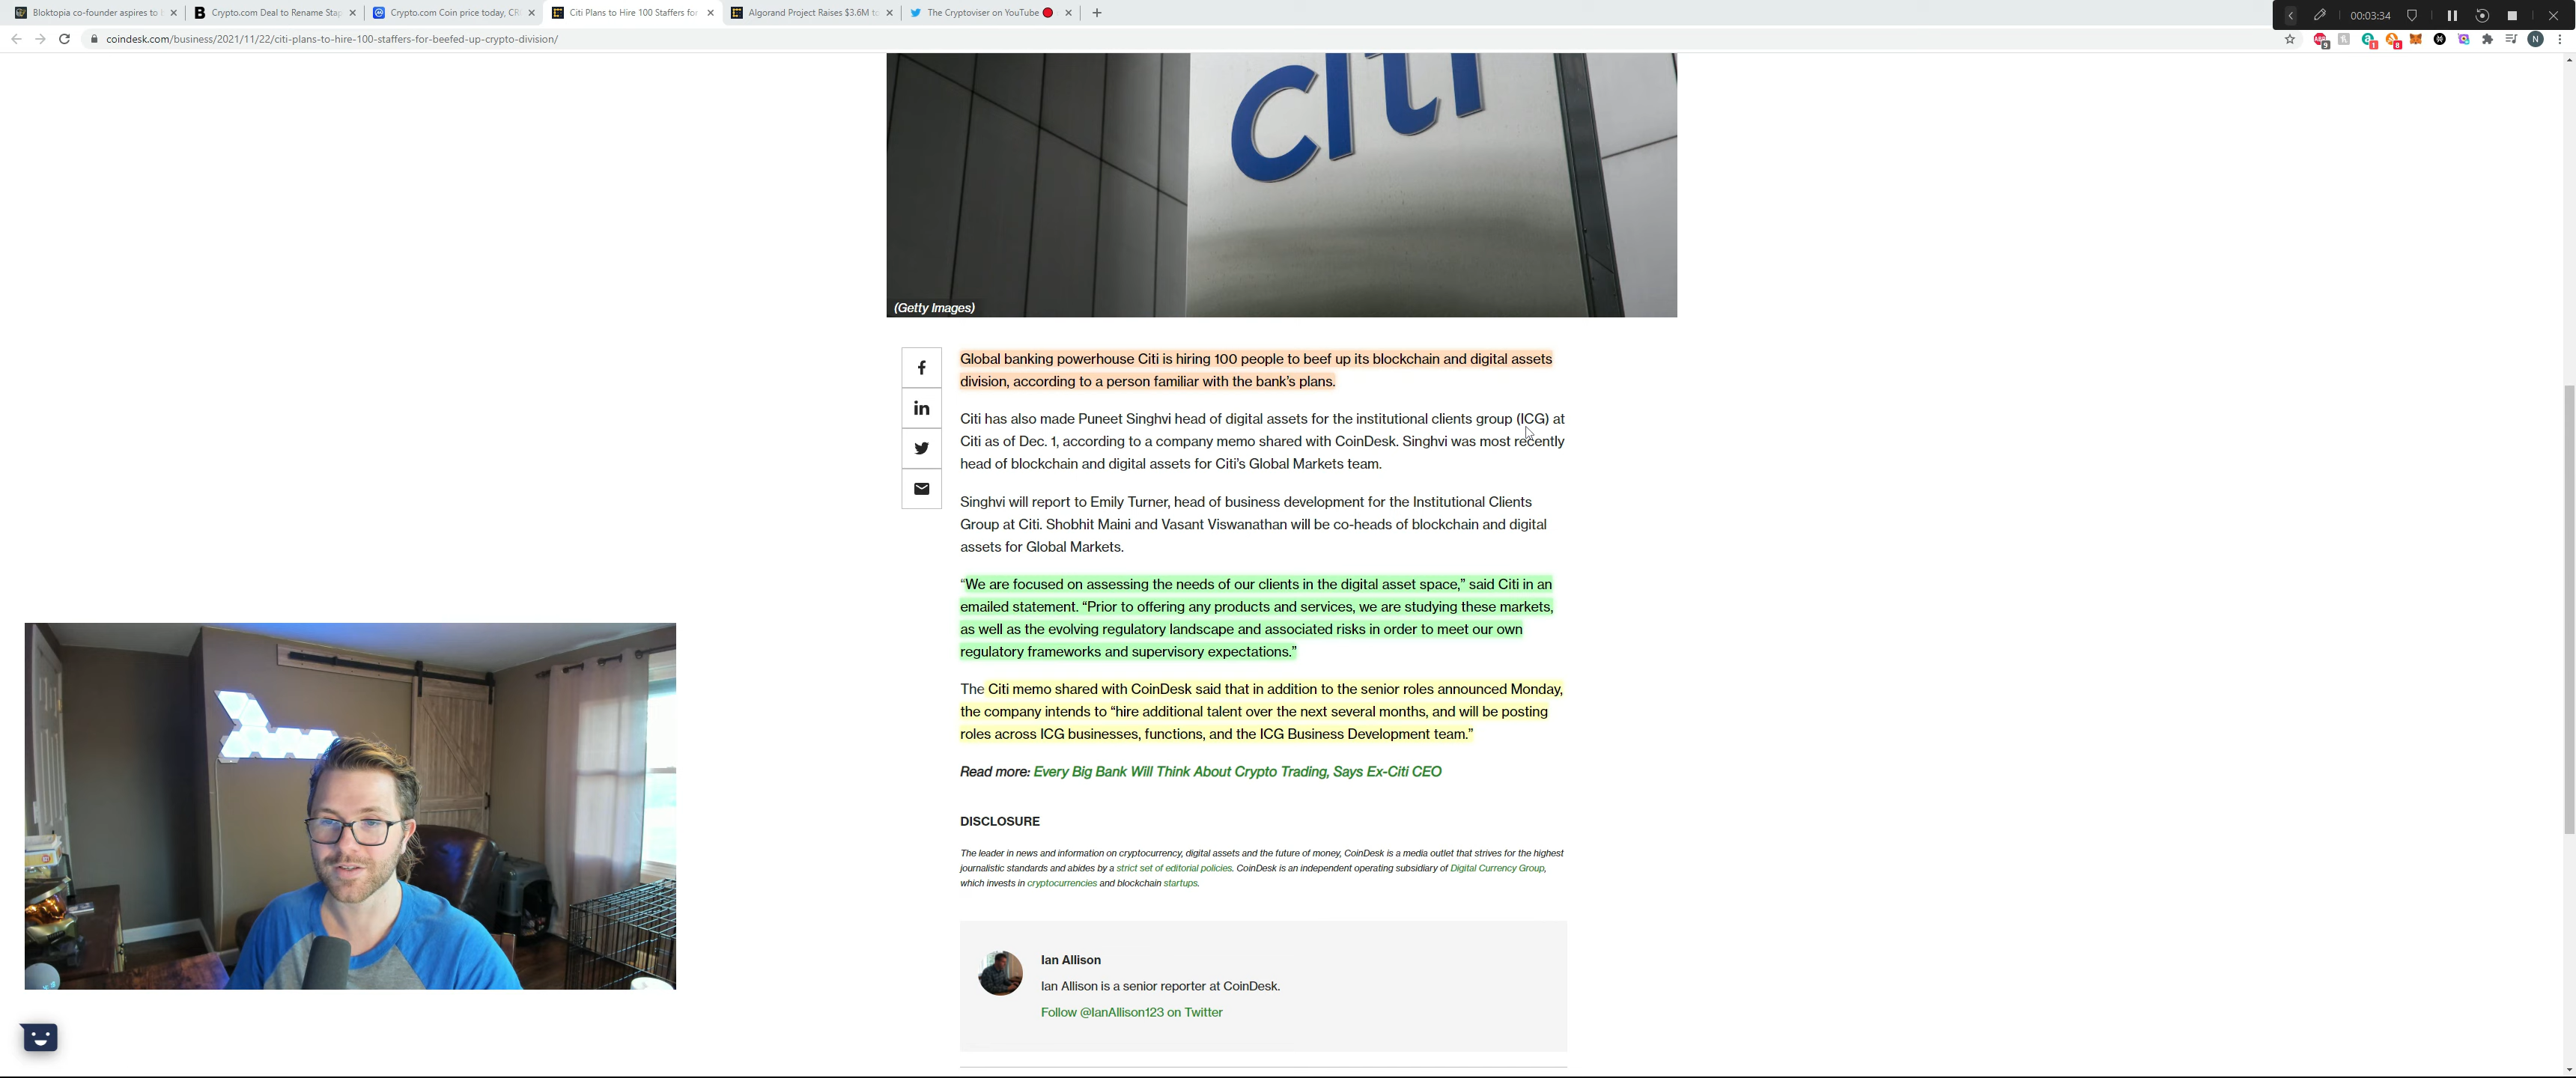 Bloktopia co-founder aspires to
Crypto.com Deal to Rename Stap
Crypto.com Coin price today, CR
Citi Plans to Hire 100 Staffers for
Algorand Project Raises $3.6M to
The Cryptoviser on YouTube
00:03:34
coindesk.com/business/2021/11/22/citi-plans-to-hire-100-staffers-for-beefed-up-crypto-division/
citi
(Getty Images)
Global banking powerhouse Citi is hiring 100 people to beef up its blockchain and digital assets
division, according to a person familiar with the bank's plans.
Citi has also made Puneet Singhvi head of digital assets for the institutional clients group (ICG) at
Citi as of Dec. 1, according to a company memo shared with CoinDesk. Singhvi was most recently
head of blockchain and digital assets for Citi's Global Markets team.
Singhvi will report to Emily Turner, head of business development for the Institutional Clients
Group at Citi. Shobhit Maini and Vasant Viswanathan will be co-heads of blockchain and digital
assets for Global Markets.
“We are focused on assessing the needs of our clients in the digital asset space,” said Citi in an
emailed statement. “Prior to offering any products and services, we are studying these markets,
as well as the evolving regulatory landscape and associated risks in order to meet our own
regulatory frameworks and supervisory expectations.”
The Citi memo shared with CoinDesk said that in addition to the senior roles announced Monday,
the company intends to “hire additional talent over the next several months, and will be posting
roles across ICG businesses, functions, and the ICG Business Development team.”
Read more: Every Big Bank Will Think About Crypto Trading, Says Ex-Citi CEO
DISCLOSURE
The leader in news and information on cryptocurrency, digital assets and the future of money, CoinDesk is a media outlet that strives for the highest
journalistic standards and abides by a strict set of editorial policies. CoinDesk is an independent operating subsidiary of Digital Currency Group,
which invests in cryptocurrencies and blockchain startups.
Ian Allison
Ian Allison is a senior reporter at CoinDesk.
Follow @IanAllison123 on Twitter